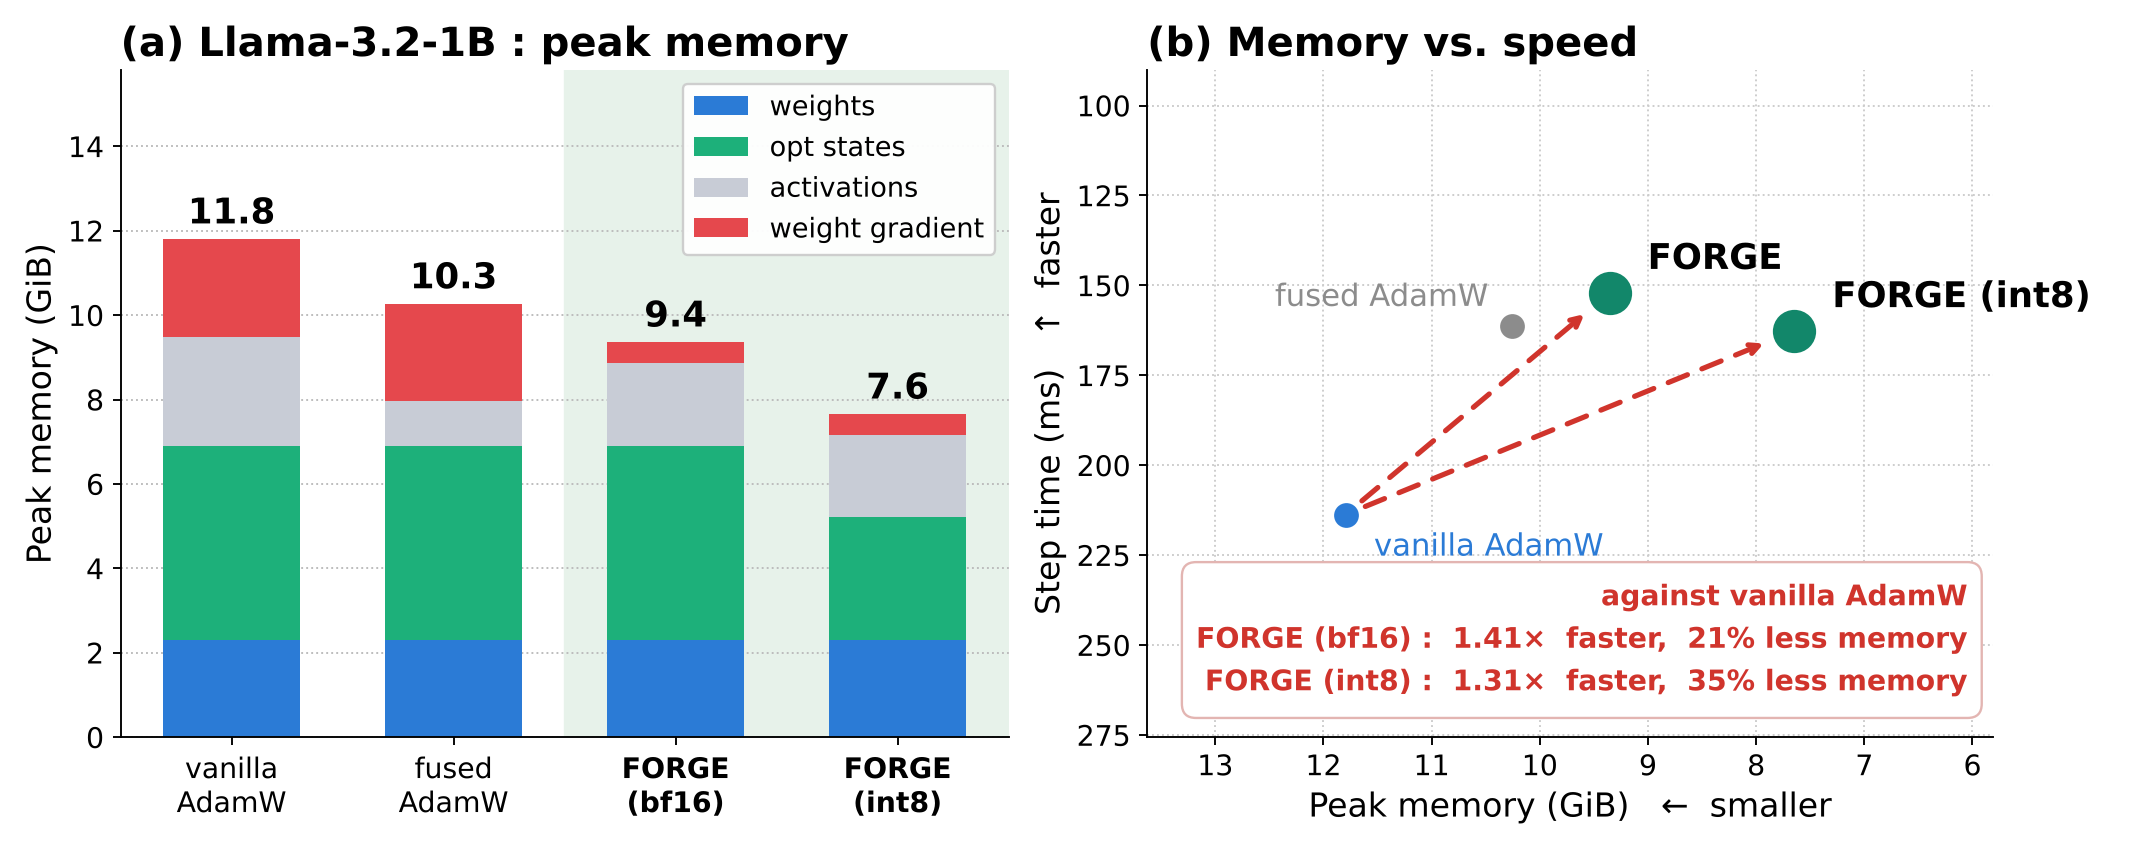 (a) Llama-3.2-1B : peak memory
weights
opt states
activations
weight gradient
11.8
10.3
9.4
7.6
Peak memory (GiB)
14
12
10
8
6
4
2
0
vanilla
AdamW
fused
AdamW
FORGE
(bf16)
FORGE
(int8)
(b) Memory vs. speed
Step time (ms) ↑ faster
100
125
150
175
200
225
250
275
FORGE
FORGE (int8)
fused AdamW
vanilla AdamW
against vanilla AdamW
FORGE (bf16) : 1.41× faster, 21% less memory
FORGE (int8) : 1.31× faster, 35% less memory
13
12
11
10
9
8
7
6
Peak memory (GiB) ← smaller